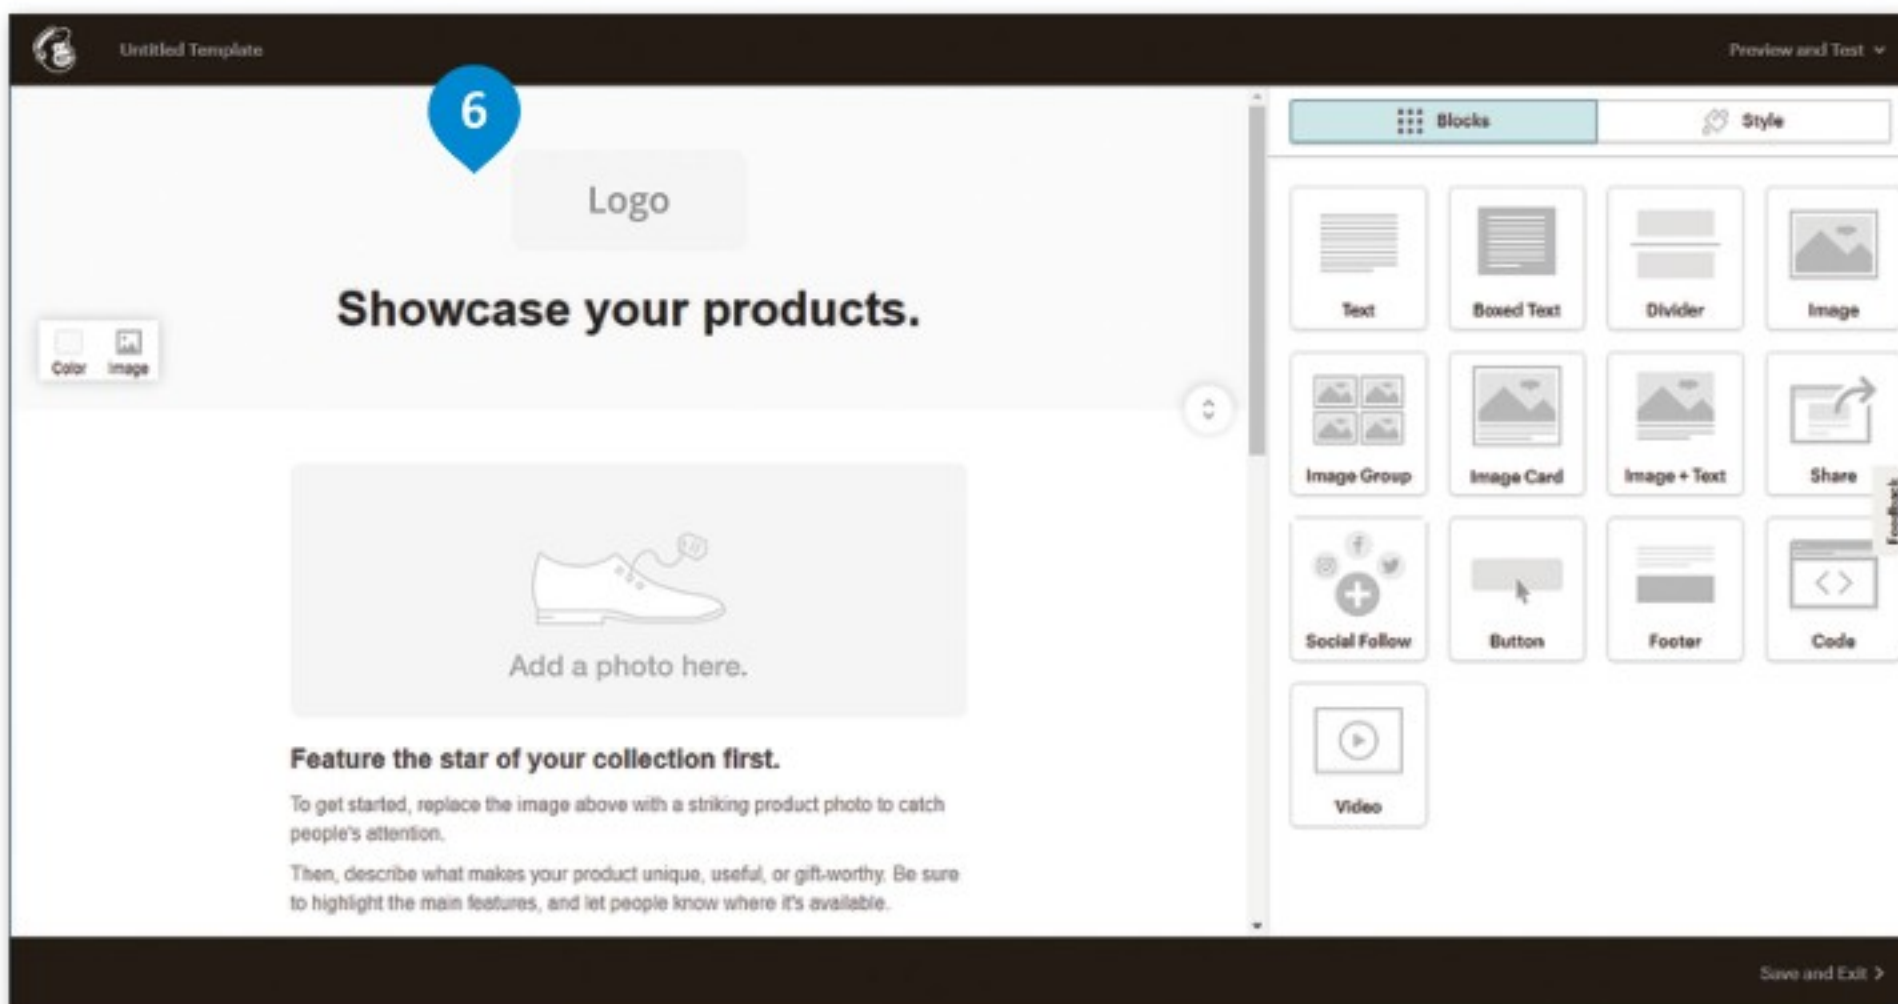 Untitled Template
Preview and Test
6
Logo
Showcase your products.
Color
Image
Add a photo here.
Feature the star of your collection first.
To get started, replace the image above with a striking product photo to catch
people's attention.
Then, describe what makes your product unique, useful, or gift-worthy. Be sure
to highlight the main features, and let people know where it's available.
Blocks
Style
Text
Boxed Text
Divider
Image
Image Group
Image Card
Image + Text
Share
Social Follow
Button
Footer
Code
Video
Feedback
Save and Exit